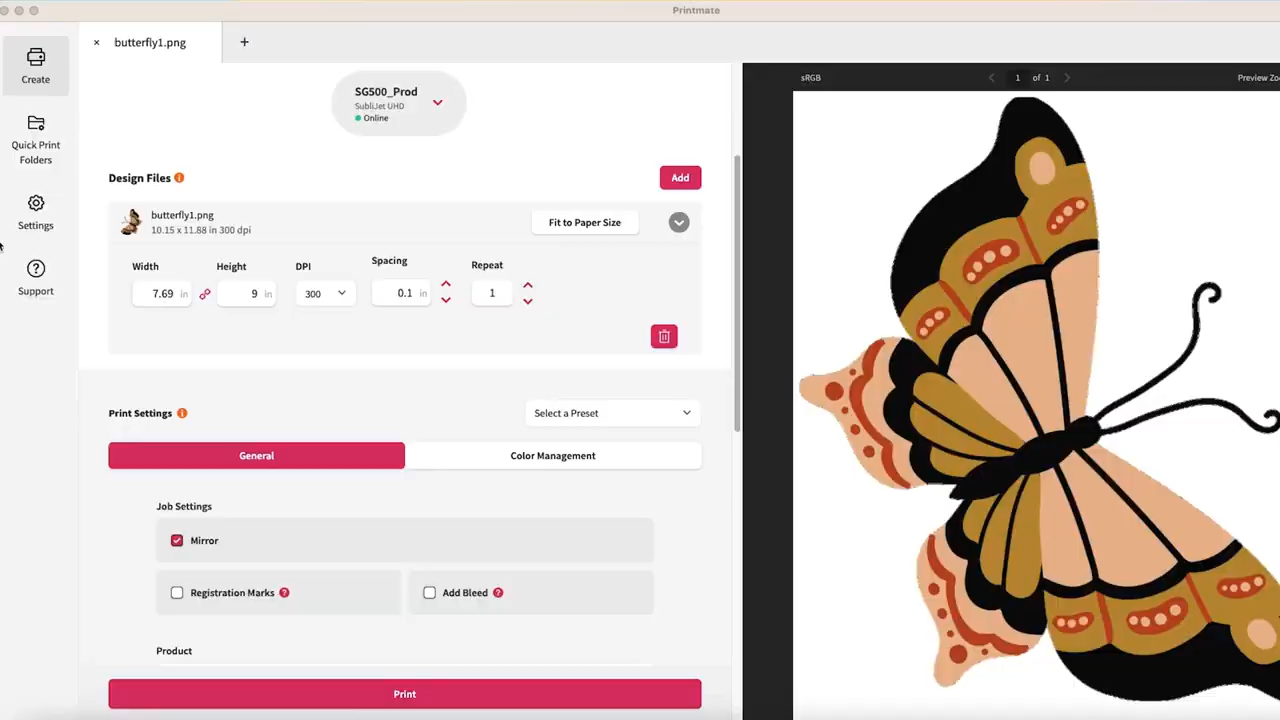 Printmate
× butterfly1.png +
Create
Quick Print
Folders
Settings
Support
SG500_Prod
SubliJet UHD
Online
Design Files
Add
butterfly1.png
10.15 x 11.88 in 300 dpi
Fit to Paper Size
Width
Height
DPI
Spacing
Repeat
7.69 in
9 in
300
0.1 in
1
Print Settings
Select a Preset
General
Color Management
Job Settings
Mirror
Registration Marks ?
Add Bleed ?
Product
Print
sRGB
1 of 1
Preview Zo